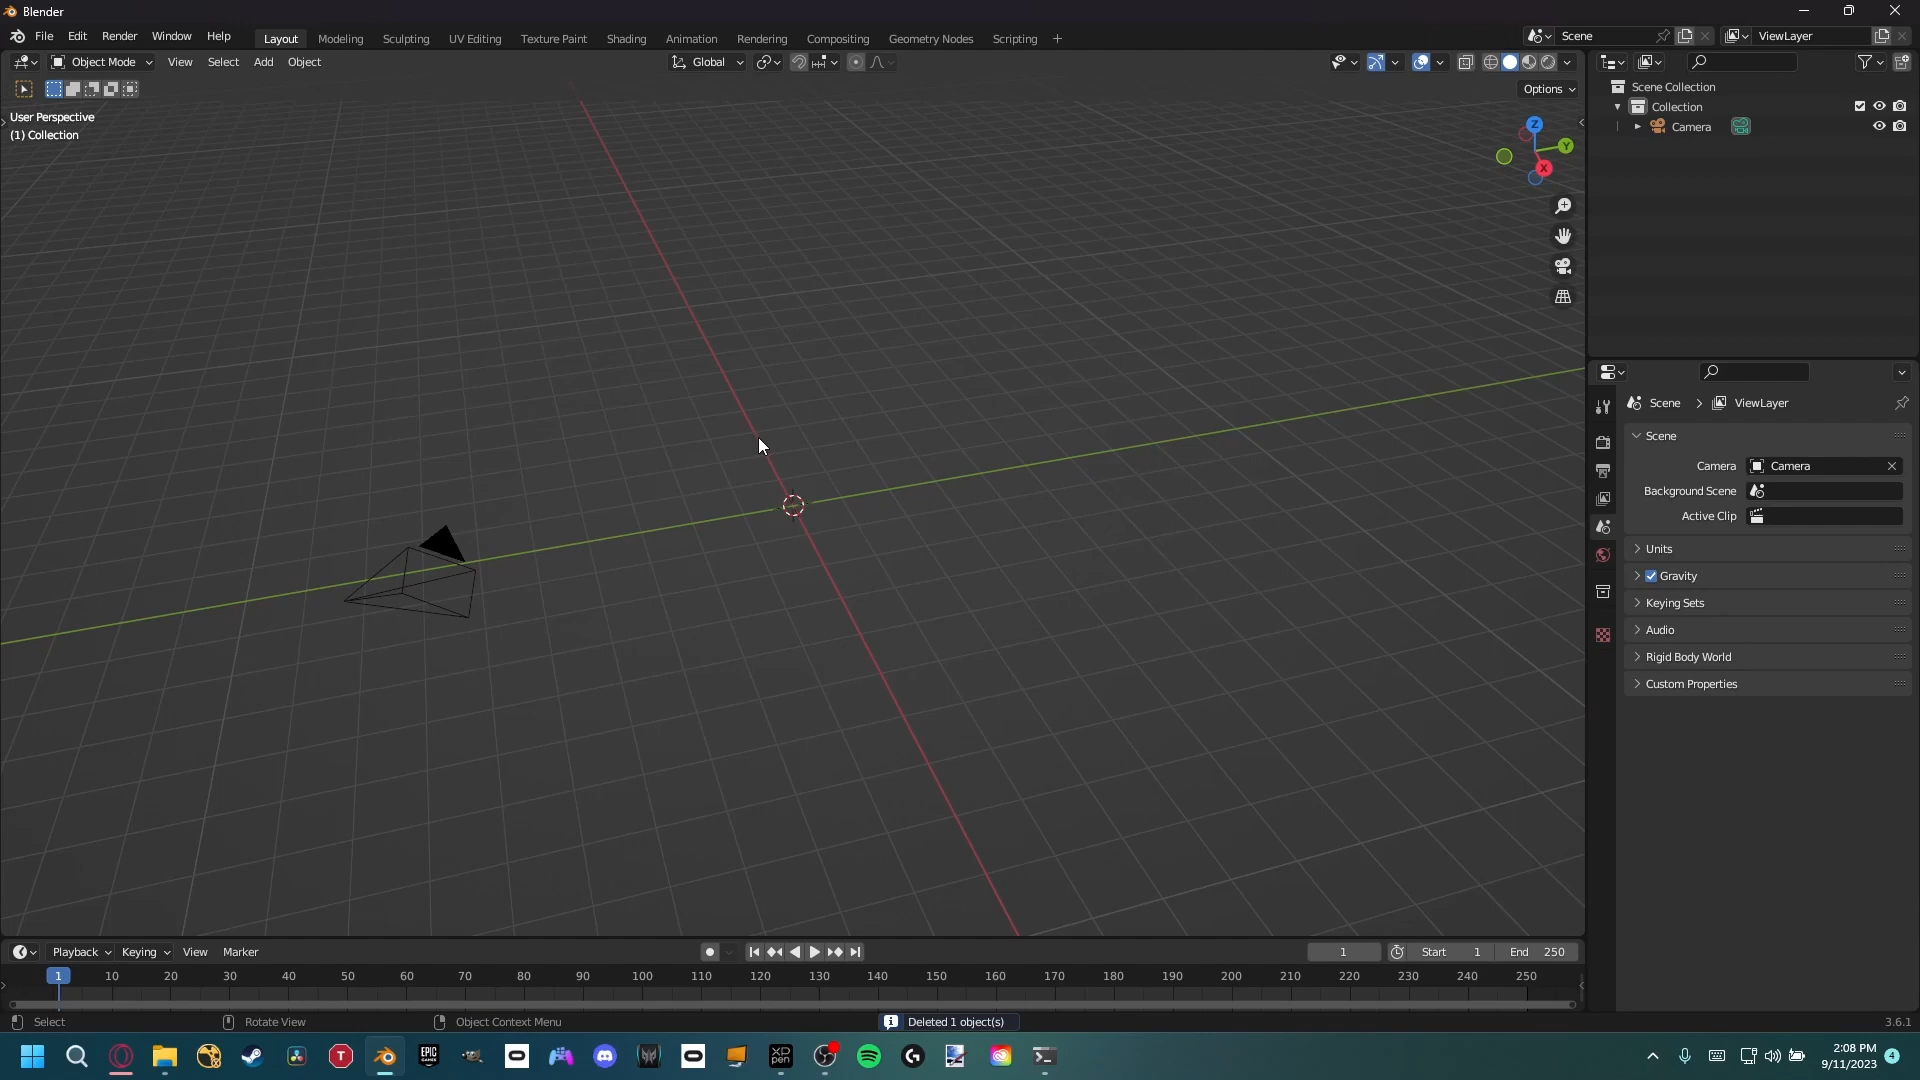 Blender
File Edit Render Window Help Layout Modeling Sculpting UV Editing Texture Paint Shading Animation Rendering Compositing Geometry Nodes Scripting + Scene ViewLayer
Object Mode View Select Add Object Global
Options
User Perspective
(1) Collection
Z
Y
X
Scene Collection
Collection
Camera
Scene > ViewLayer
Scene
Camera Camera
Background Scene
Active Clip
Units
Gravity
Keying Sets
Audio
Rigid Body World
Custom Properties
Playback Keying View Marker 1 Start 1 End 250
1 10 20 30 40 50 60 70 80 90 100 110 120 130 140 150 160 170 180 190 200 210 220 230 240 250
Select Rotate View Object Context Menu Deleted 1 object(s) 3.6.1
T EPIC GAMES XP PEN G
2:08 PM 4
9/11/2023